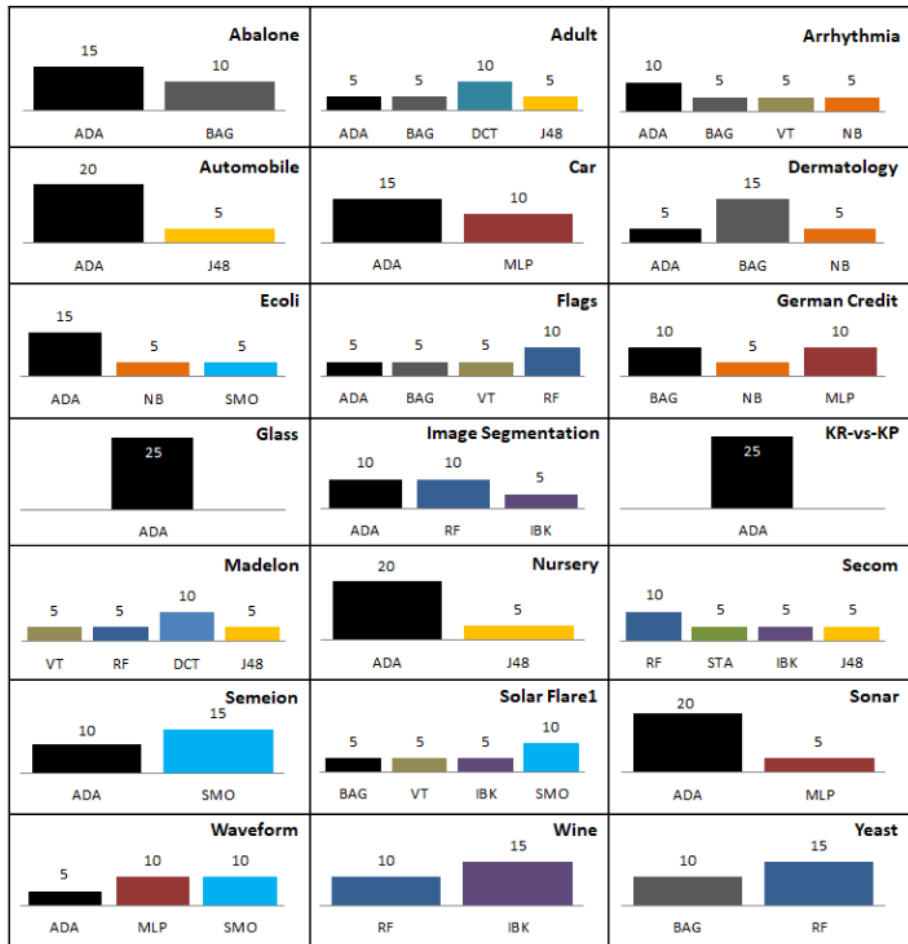 Abalone
15 10
ADA BAG
Adult
5 5 10 5
ADA BAG DCT J48
Arrhythmia
10 5 5 5
ADA BAG VT NB
Automobile
20 5
ADA J48
Car
15 10
ADA MLP
Dermatology
5 15 5
ADA BAG NB
Ecoli
15 5 5
ADA NB SMO
Flags
5 5 5 10
ADA BAG VT RF
German Credit
10 5 10
BAG NB MLP
Glass
25
ADA
Image Segmentation
10 10 5
ADA RF IBK
KR-vs-KP
25
ADA
Madelon
5 5 10 5
VT RF DCT J48
Nursery
20 5
ADA J48
Secom
10 5 5 5
RF STA IBK J48
Semeion
10 15
ADA SMO
Solar Flare1
5 5 5 10
BAG VT IBK SMO
Sonar
20 5
ADA MLP
Waveform
5 10 10
ADA MLP SMO
Wine
10 15
RF IBK
Yeast
10 15
BAG RF